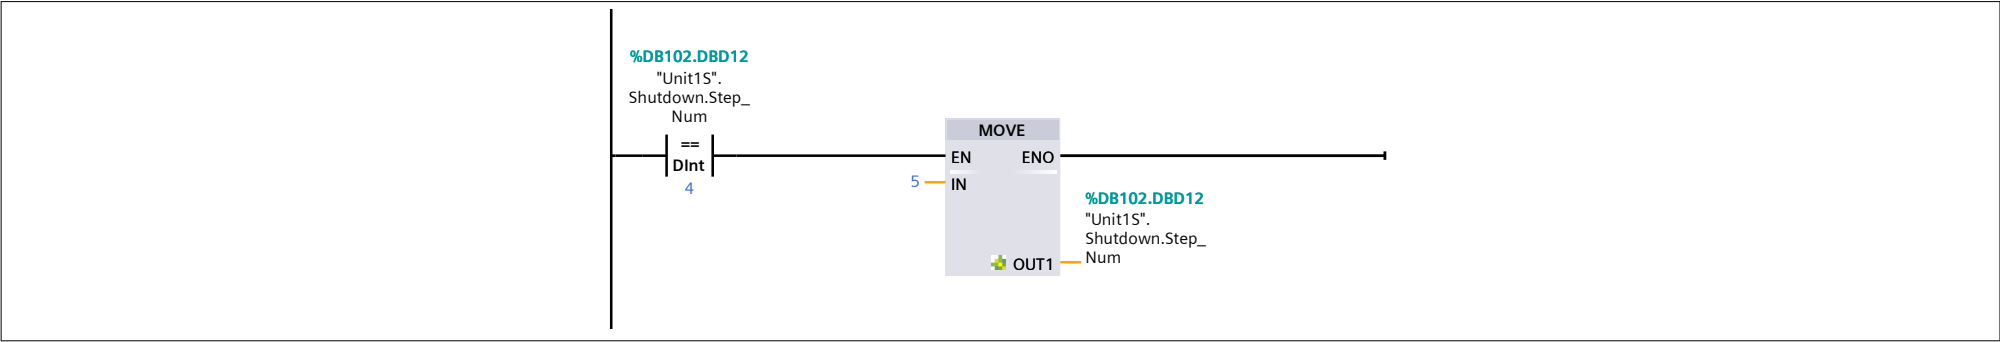 %DB102.DBD12
"Unit1S".
Shutdown.Step_
Num
==
DInt
4
MOVE
EN ENO
5 IN
OUT1
%DB102.DBD12
"Unit1S".
Shutdown.Step_
Num